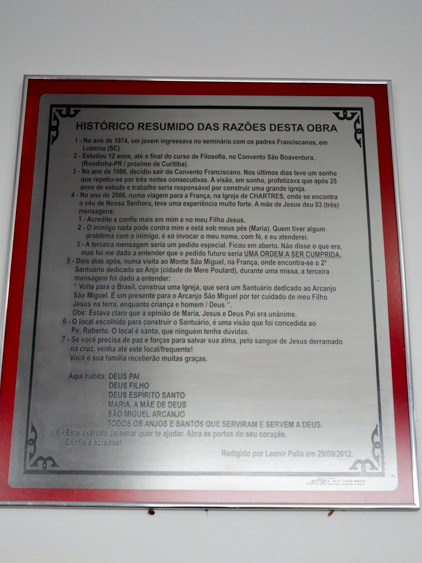 HISTÓRICO RESUMIDO DAS RAZÕES DESTA OBRA
1 - No ano de 1974, um jovem ingressava no seminário com os padres Franciscanos, em
Luzerna (SC).
2 - Estudou 12 anos, até o final do curso de Filosofia, no Convento São Boaventura,
(Rondinha-PR / próximo de Curitiba).
3 - No ano de 1986, decidiu sair do Convento Franciscano. Nos últimos dias teve um sonho
que repetiu-se por três noites consecutivas. A visão, em sonho, profetizava que após 25
anos de estudo e trabalho seria responsável por construir uma grande igreja.
4 - No ano de 2006, numa viagem para a França, na Igreja de CHARTRES, onde se encontra
o véu de Nossa Senhora, teve uma experiência muito forte. A mãe de Jesus deu 03 (três)
mensagens:
1 - Acredite e confie mais em mim e no meu Filho Jesus.
2 - O inimigo nada pode contra mim e está sob meus pés (Maria). Quem tiver algum
problema com o inimigo, é só invocar o meu nome, com fé, e eu atenderei.
3 - A terceira mensagem seria um pedido especial. Ficou em aberto. Não disse o que era,
mas foi me dado a entender que o pedido futuro seria UMA ORDEM A SER CUMPRIDA.
5 - Dois dias após, numa visita ao Monte São Miguel, na França, onde encontra-se o 2º
Santuário dedicado ao Anjo (cidade de Mere Poulard), durante uma missa, a terceira
mensagem foi dado a entender:
" Volte para o Brasil, construa uma Igreja, que será um Santuário dedicado ao Arcanjo
São Miguel. É um presente para o Arcanjo São Miguel por ter cuidado de meu Filho
Jesus na terra, enquanto criança e homem / Deus ".
Obs: Estava claro que a opinião de Maria, Jesus e Deus Pai era unânime.
6 - O local escolhido para construir o Santuário, é uma visão que foi concedida ao
Pe. Roberto. O local é santo, que ninguém tenha dúvidas.
7 - Se você precisa de paz e forças para salvar sua alma, pelo sangue de Jesus derramado
na cruz, venha até este local/frequente!
Você e sua família receberão muitas graças.
Aqui habita: DEUS PAI
DEUS FILHO
DEUS ESPÍRITO SANTO
MARIA, A MÃE DE DEUS
SÃO MIGUEL ARCANJO
TODOS OS ANJOS E SANTOS QUE SERVIRAM E SERVEM A DEUS.
8 - Este exército celestial quer te ajudar. Abra as portas do seu coração.
Confie e acredite!
Redigido por Leonir Palla em 29/09/2012.